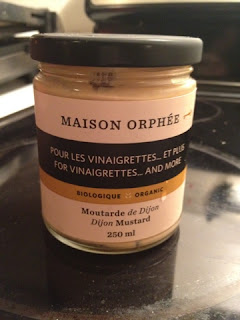 MAISON ORPHÉE
POUR LES VINAIGRETTES... ET PLUS
FOR VINAIGRETTES... AND MORE
BIOLOGIQUE ORGANIC
Moutarde de Dijon
Dijon Mustard
250 ml